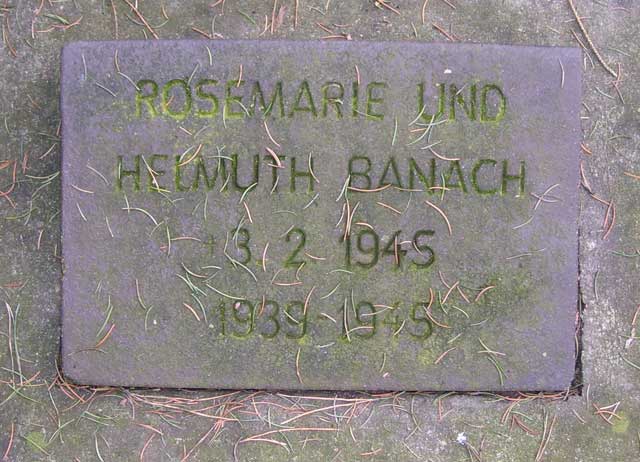 ROSEMARIE UND
HELMUTH BANACH
† 3. 2. 1945
1939-1945